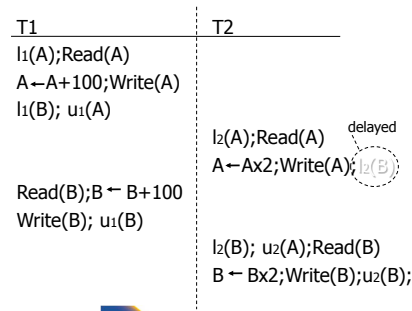 T1 T2
l1(A);Read(A)
A←A+100;Write(A)
l1(B); u1(A)
l2(A);Read(A)
delayed
A←Ax2;Write(A);l2(B)
Read(B);B ← B+100
Write(B); u1(B)
l2(B); u2(A);Read(B)
B ← Bx2;Write(B);u2(B);